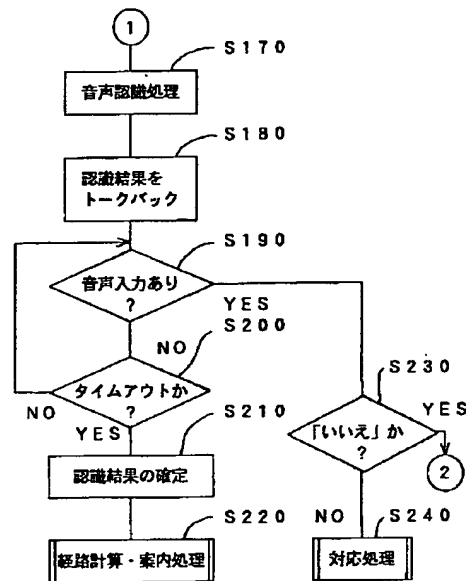 1
S170
音声認識処理
S180
認識結果を
トークバック
S190
音声入力あり
?
YES
NO
S200
タイムアウトか
?
NO
YES
S210
認識結果の確定
S220
経路計算・案内処理
S230
「いいえ」か
?
YES
2
NO
S240
対応処理